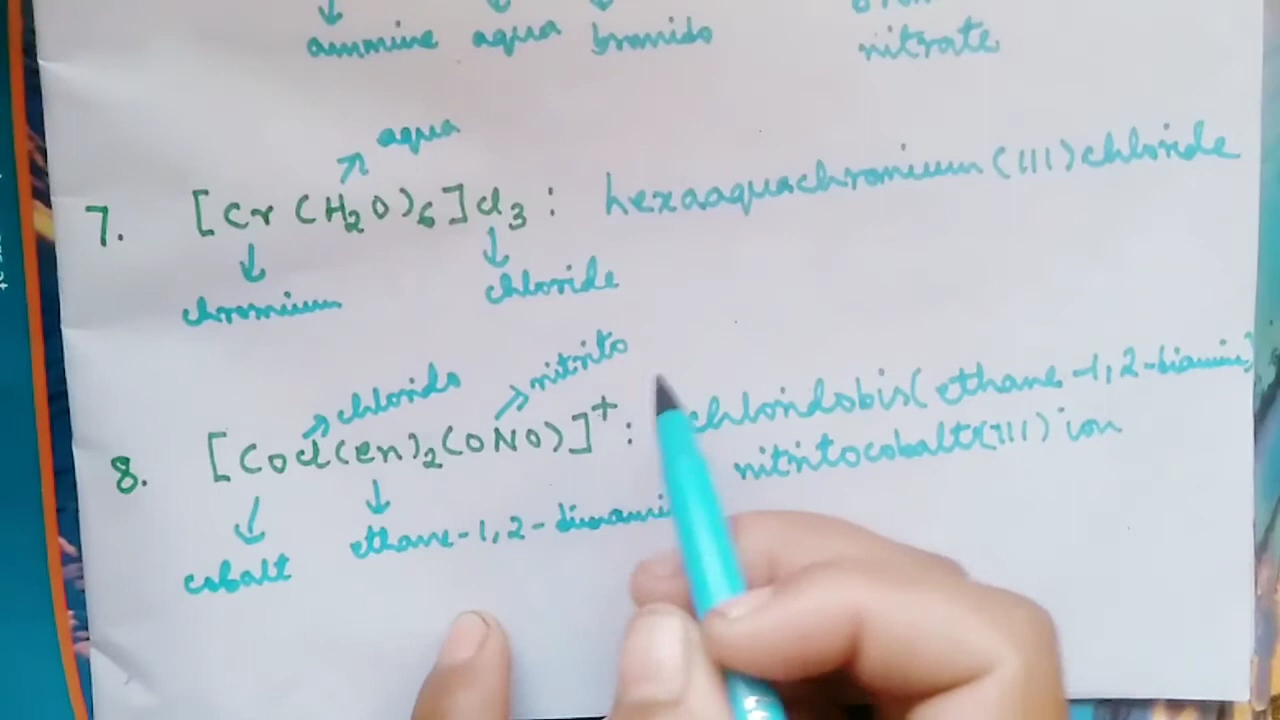 ammine aqua bromido
nitrate
aqua
7. [Cr(H₂O)₆]Cl₃ : hexaaquachromium(III)chloride
chromium
chloride
chlorido
nitrito
8. [CoCl(en)₂(ONO)]⁺ : chloridobis(ethane-1,2-diamine)
nitritocobalt(III) ion
ethane-1,2-
cobalt